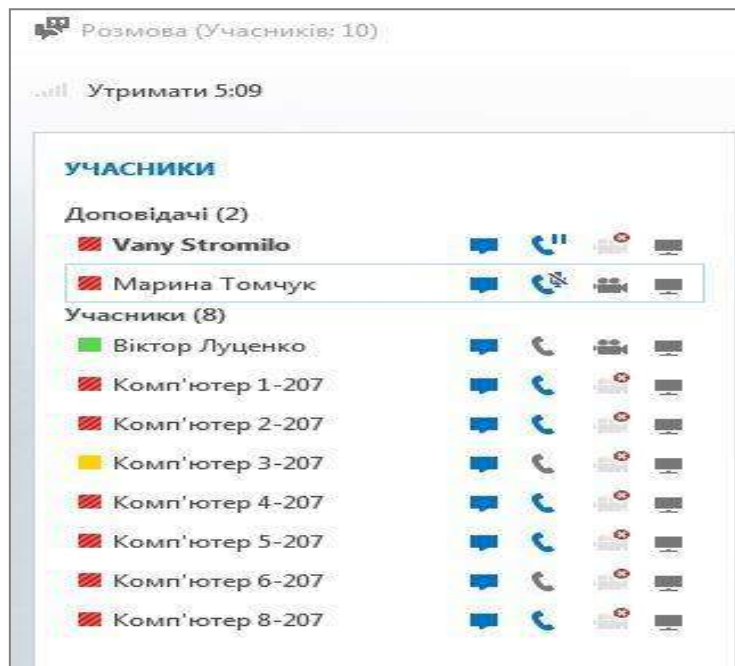 Розмова (Учасників: 10)
Утримати 5:09
УЧАСНИКИ
Доповідачі (2)
Vany Stromilo
Марина Томчук
Учасники (8)
Віктор Луценко
Комп'ютер 1-207
Комп'ютер 2-207
Комп'ютер 3-207
Комп'ютер 4-207
Комп'ютер 5-207
Комп'ютер 6-207
Комп'ютер 8-207